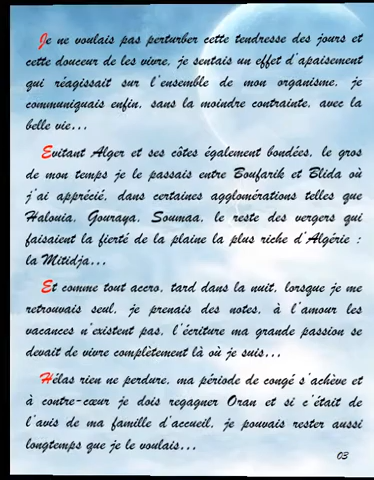 Je ne voulais pas perturber cette tendresse des jours et
cette douceur de les vivre, je sentais un effet d'apaisement
qui réagissait sur l'ensemble de mon organisme, je
communiquais enfin, sans la moindre contrainte, avec la
belle vie...
Evitant Alger et ses côtes également bondées, le gros
de mon temps je le passais entre Boufarik et Blida où
j'ai apprécié, dans certaines agglomérations telles que
Halouia, Gouraya, Soumaa, le reste des vergers qui
faisaient la fierté de la plaine la plus riche d'Algérie :
la Mitidja...
Et comme tout accro, tard dans la nuit, lorsque je me
retrouvais seul, je prenais des notes, à l'amour les
vacances n'existent pas, l'écriture ma grande passion se
devait de vivre complètement là où je suis...
Hélas rien ne perdure, ma période de congé s'achève et
à contre-cœur je dois regagner Oran et si c'était de
l'avis de ma famille d'accueil, je pouvais rester aussi
longtemps que je le voulais...
03